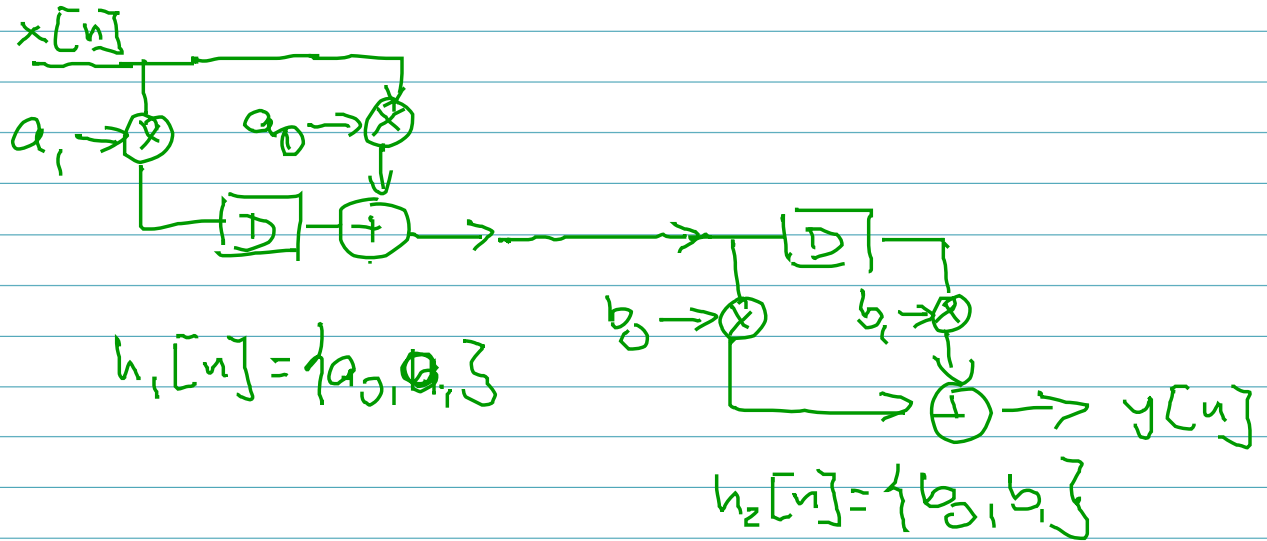 x[n]
a₁ → ⊗ a₀ → ⊗
D +
D
b₀ → × b₁ → ×
h₁[n] = {a₀, a₁}
+ → y[n]
h₂[n] = {b₀, b₁}